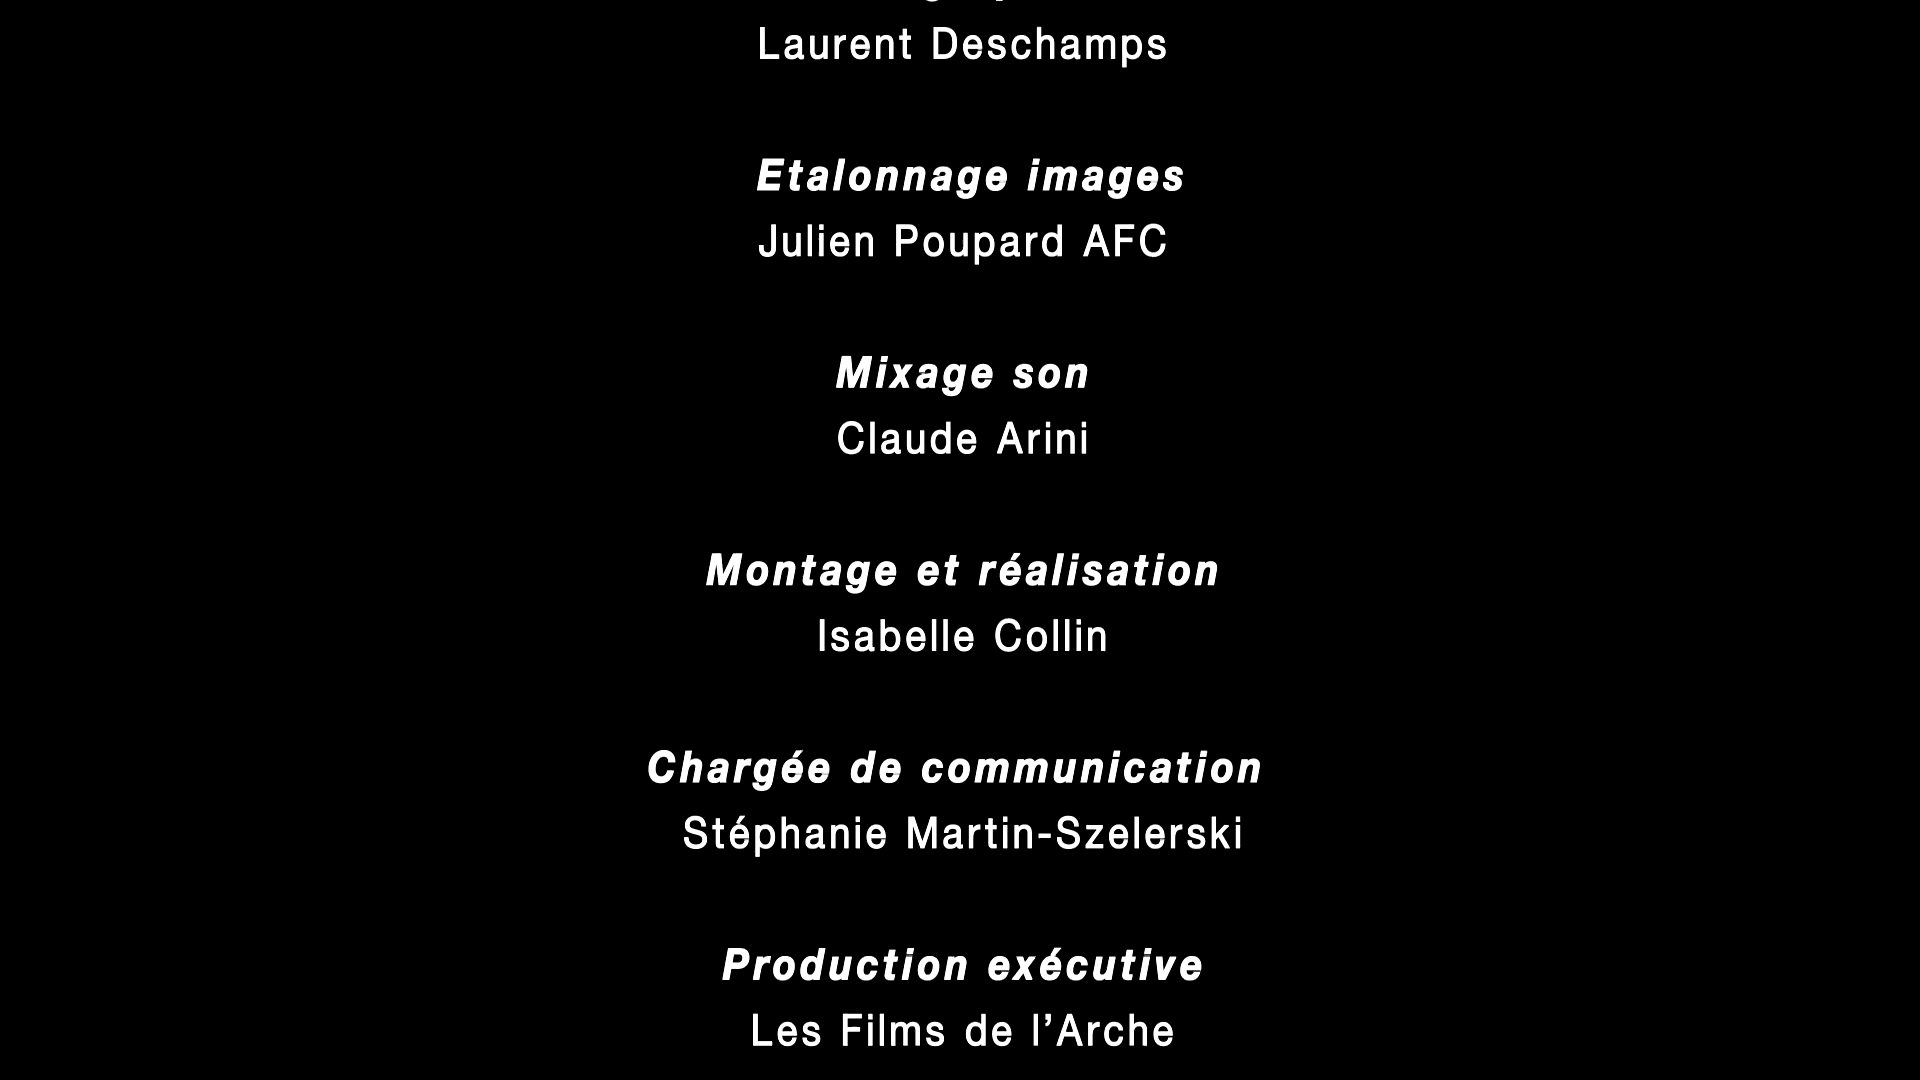 Laurent Deschamps
Etalonnage images
Julien Poupard AFC
Mixage son
Claude Arini
Montage et réalisation
Isabelle Collin
Chargée de communication
Stéphanie Martin-Szelerski
Production exécutive
Les Films de l’Arche